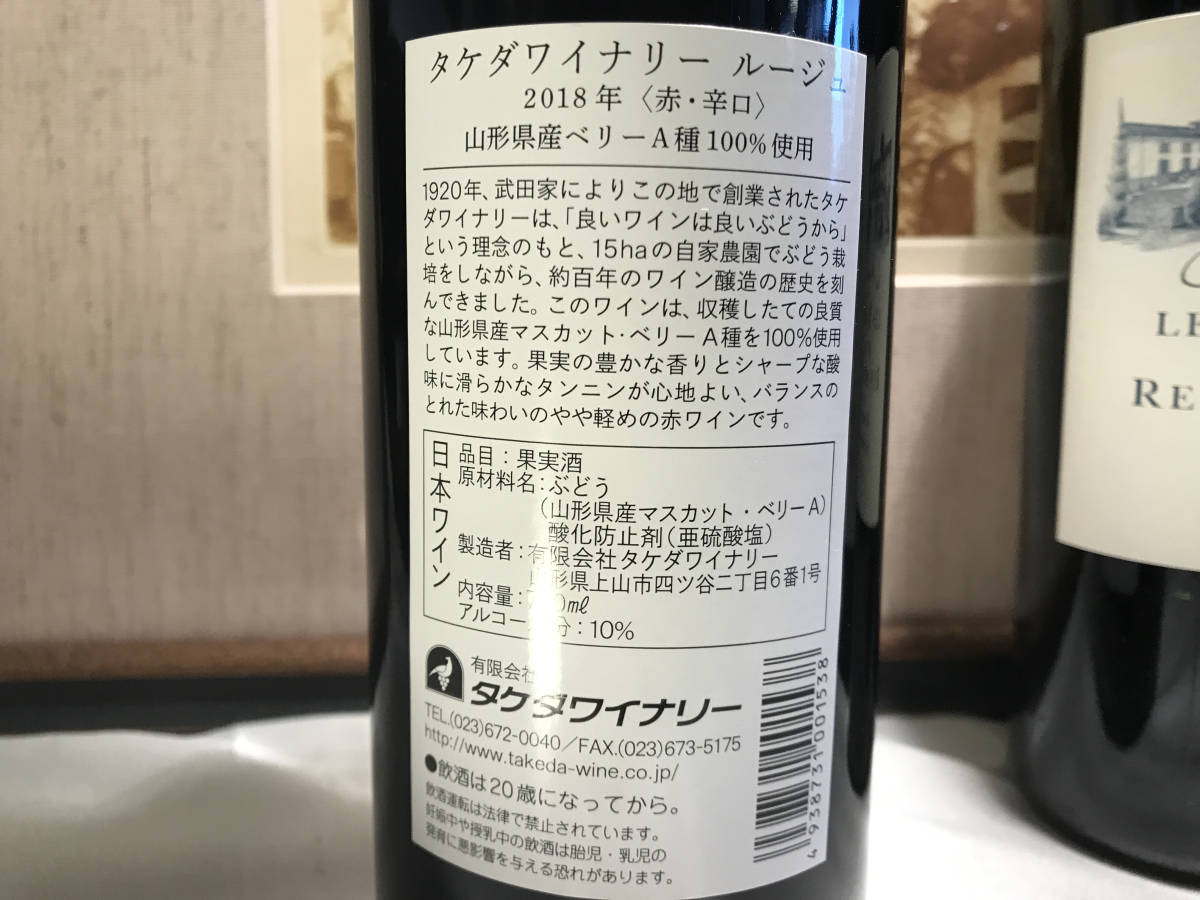 タケダワイナリー ルージュ
2018年〈赤・辛口〉
山形県産ベリーA種100%使用
1920年、武田家によりこの地で創業されたタケ
ダワイナリーは、「良いワインは良いぶどうから」
という理念のもと、15haの自家農園でぶどう栽
培をしながら、約百年のワイン醸造の歴史を刻
んできました。このワインは、収穫したての良質
な山形県産マスカット・ベリーA種を100%使用
しています。果実の豊かな香りとシャープな酸
味に滑らかなタンニンが心地よい、バランスの
とれた味わいのやや軽めの赤ワインです。
日本ワイン
品目：果実酒
原材料名：ぶどう
(山形県産マスカット・ベリーA)
酸化防止剤(亜硫酸塩)
製造者：有限会社タケダワイナリー
山形県上山市四ツ谷二丁目6番1号
内容量：
アルコール分：10%
有限会社
タケダワイナリー
TEL.(023)672-0040／FAX.(023)673-5175
http://www.takeda-wine.co.jp/
●飲酒は20歳になってから。
飲酒運転は法律で禁止されています。
妊娠中や授乳中の飲酒は胎児・乳児の
発育に悪影響を与える恐れがあります。
4938731001538
LE
RE